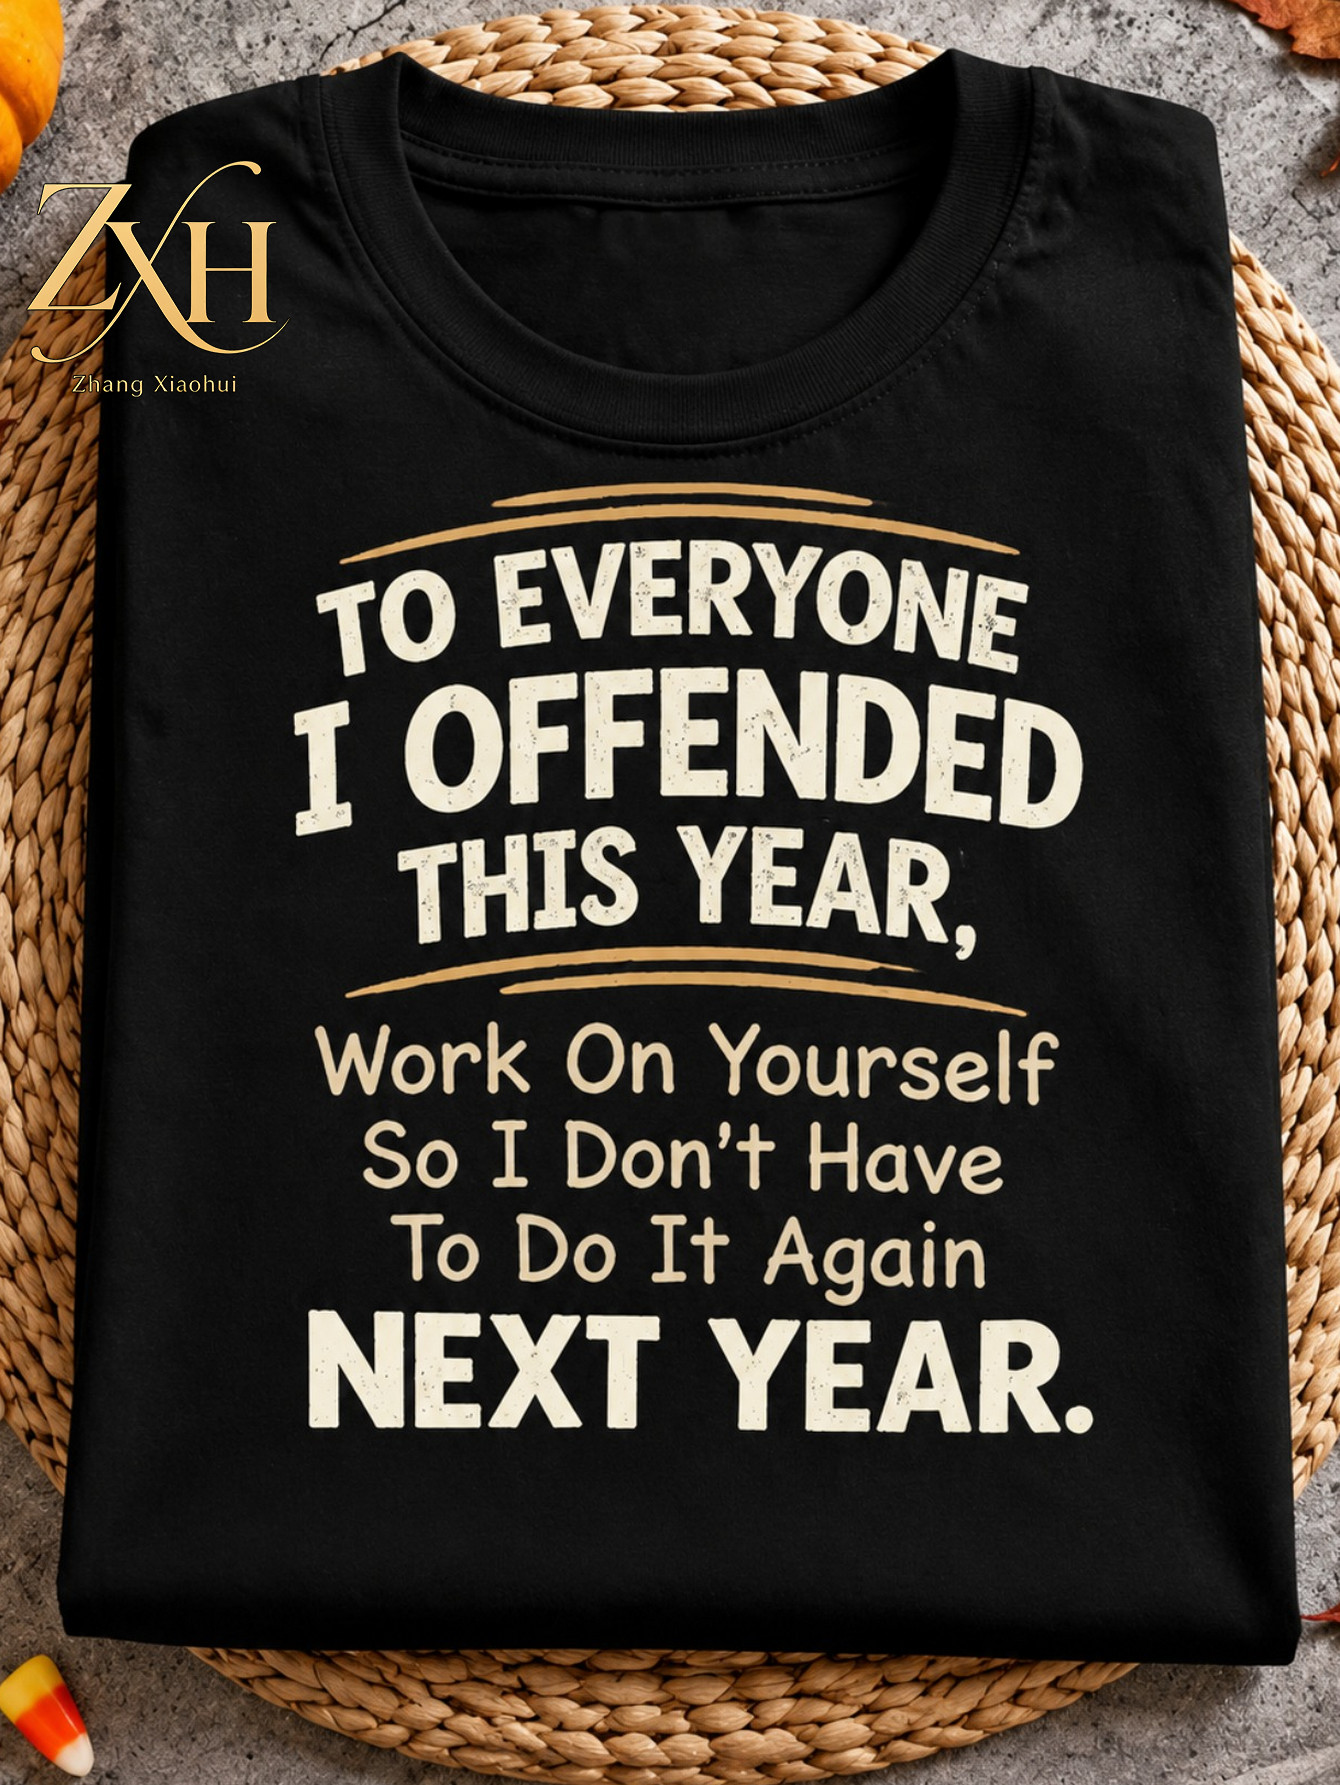 ZXH
Zhang Xiaohui
TO EVERYONE
I OFFENDED
THIS YEAR,
Work On Yourself
So I Don't Have
To Do It Again
NEXT YEAR.